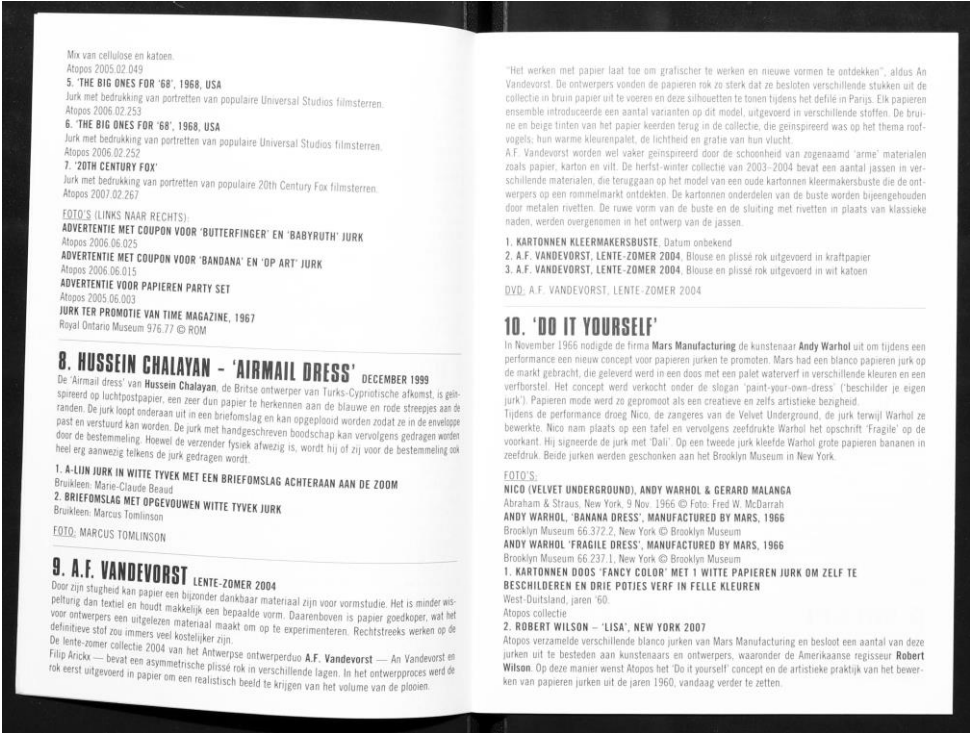 Mix van cellulose en katoen.
Atopos 2005.02.049
5. 'THE BIG ONES FOR '68', 1968, USA
Jurk met bedrukking van portretten van populaire Universal Studios filmsterren.
Atopos 2006.02.253
6. 'THE BIG ONES FOR '68', 1968, USA
Jurk met bedrukking van portretten van populaire Universal Studios filmsterren.
Atopos 2006.02.252
7. '20TH CENTURY FOX'
Jurk met bedrukking van portretten van populaire 20th Century Fox filmsterren.
Atopos 2007.02.267
FOTO'S (LINKS NAAR RECHTS):
ADVERTENTIE MET COUPON VOOR 'BUTTERFINGER' EN 'BABYRUTH' JURK
Atopos 2006.06.025
ADVERTENTIE MET COUPON VOOR 'BANDANA' EN 'OP ART' JURK
Atopos 2006.06.015
ADVERTENTIE VOOR PAPIEREN PARTY SET
Atopos 2005.06.003
JURK TER PROMOTIE VAN TIME MAGAZINE, 1967
Royal Ontario Museum 976.77 © ROM
8. HUSSEIN CHALAYAN - 'AIRMAIL DRESS' DECEMBER 1999
De 'Airmail dress' van Hussein Chalayan, de Britse ontwerper van Turks-Cypriotische afkomst, is geïn-
spireerd op luchtpostpapier, een zeer dun papier te herkennen aan de blauwe en rode streepjes aan de
randen. De jurk loopt onderaan uit in een briefomslag en kan opgeplooid worden zodat ze in de enveloppe
past en verstuurd kan worden. De jurk met handgeschreven boodschap kan vervolgens gedragen worden
door de bestemmeling. Hoewel de verzender fysiek afwezig is, wordt hij of zij voor de bestemmeling ook
heel erg aanwezig telkens de jurk gedragen wordt.
1. A-LIJN JURK IN WITTE TYVEK MET EEN BRIEFOMSLAG ACHTERAAN AAN DE ZOOM
Bruikleen: Marie-Claude Beaud
2. BRIEFOMSLAG MET OPGEVOUWEN WITTE TYVEK JURK
Bruikleen: Marcus Tomlinson
FOTO: MARCUS TOMLINSON
9. A.F. VANDEVORST LENTE-ZOMER 2004
Door zijn stugheid kan papier een bijzonder dankbaar materiaal zijn voor vormstudie. Het is minder wis-
pelturig dan textiel en houdt makkelijk een bepaalde vorm. Daarenboven is papier goedkoper, wat het
voor ontwerpers een uitgelezen materiaal maakt om op te experimenteren. Rechtstreeks werken op de
definitieve stof zou immers veel kostelijker zijn.
De lente-zomer collectie 2004 van het Antwerpse ontwerperduo A.F. Vandevorst — An Vandevorst en
Filip Arickx — bevat een asymmetrische plissé rok in verschillende lagen. In het ontwerpproces werd de
rok eerst uitgevoerd in papier om een realistisch beeld te krijgen van het volume van de plooien.
"Het werken met papier laat toe om grafischer te werken en nieuwe vormen te ontdekken", aldus An
Vandevorst. De ontwerpers vonden de papieren rok zo sterk dat ze besloten verschillende stukken uit de
collectie in bruin papier uit te voeren en deze silhouetten te tonen tijdens het defilé in Parijs. Elk papieren
ensemble introduceerde een aantal varianten op dit model, uitgevoerd in verschillende stoffen. De brui-
ne en beige tinten van het papier keerden terug in de collectie, die geïnspireerd was op het thema roof-
vogels; hun warme kleurenpalet, de lichtheid en gratie van hun vlucht.
A.F. Vandevorst worden wel vaker geïnspireerd door de schoonheid van zogenaamd 'arme' materialen
zoals papier, karton en vilt. De herfst-winter collectie van 2003-2004 bevat een aantal jassen in ver-
schillende materialen, die teruggaan op het model van een oude kartonnen kleermakersbuste die de ont-
werpers op een rommelmarkt ontdekten. De kartonnen onderdelen van de buste worden bijeengehouden
door metalen rivetten. De ruwe vorm van de buste en de sluiting met rivetten in plaats van klassieke
naden, werden overgenomen in het ontwerp van de jassen.
1. KARTONNEN KLEERMAKERSBUSTE, Datum onbekend
2. A.F. VANDEVORST, LENTE-ZOMER 2004, Blouse en plissé rok uitgevoerd in kraftpapier
3. A.F. VANDEVORST, LENTE-ZOMER 2004, Blouse en plissé rok uitgevoerd in wit katoen
DVD: A.F. VANDEVORST, LENTE-ZOMER 2004
10. 'DO IT YOURSELF'
In November 1966 nodigde de firma Mars Manufacturing de kunstenaar Andy Warhol uit om tijdens een
performance een nieuw concept voor papieren jurken te promoten. Mars had een blanco papieren jurk op
de markt gebracht, die geleverd werd in een doos met een palet waterverf in verschillende kleuren en een
verfborstel. Het concept werd verkocht onder de slogan 'paint-your-own-dress' ('beschilder je eigen
jurk'). Papieren mode werd zo gepromoot als een creatieve en zelfs artistieke bezigheid.
Tijdens de performance droeg Nico, de zangeres van de Velvet Underground, de jurk terwijl Warhol ze
bewerkte. Nico nam plaats op een tafel en vervolgens zeefdrukte Warhol het opschrift 'Fragile' op de
voorkant. Hij signeerde de jurk met 'Dalí'. Op een tweede jurk kleefde Warhol grote papieren bananen in
zeefdruk. Beide jurken werden geschonken aan het Brooklyn Museum in New York.
FOTO'S:
NICO (VELVET UNDERGROUND), ANDY WARHOL & GERARD MALANGA
Abraham & Straus, New York, 9 Nov. 1966 © Foto: Fred W. McDarrah
ANDY WARHOL, 'BANANA DRESS', MANUFACTURED BY MARS, 1966
Brooklyn Museum 66.372.2, New York © Brooklyn Museum
ANDY WARHOL 'FRAGILE DRESS', MANUFACTURED BY MARS, 1966
Brooklyn Museum 66.237.1, New York © Brooklyn Museum
1. KARTONNEN DOOS 'FANCY COLOR' MET 1 WITTE PAPIEREN JURK OM ZELF TE
BESCHILDEREN EN DRIE POTJES VERF IN FELLE KLEUREN
West-Duitsland, jaren '60.
Atopos collectie
2. ROBERT WILSON – 'LISA', NEW YORK 2007
Atopos verzamelde verschillende blanco jurken van Mars Manufacturing en besloot een aantal van deze
jurken uit te besteden aan kunstenaars en ontwerpers, waaronder de Amerikaanse regisseur Robert
Wilson. Op deze manier wenst Atopos het 'Do it yourself' concept en de artistieke praktijk van het bewer-
ken van papieren jurken uit de jaren 1960, vandaag verder te zetten.